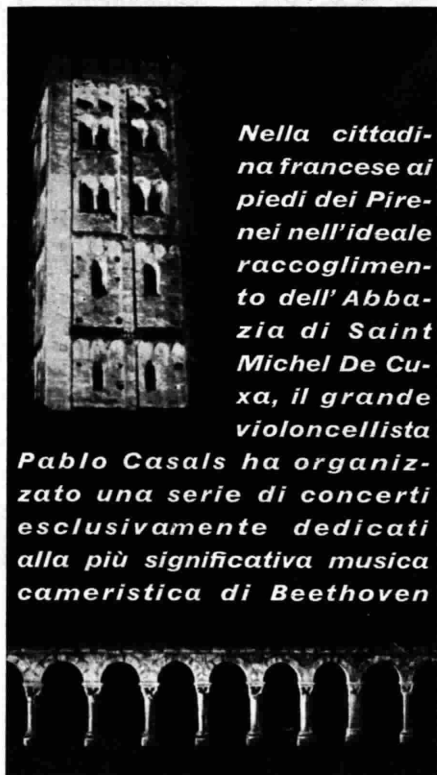 Nella cittadi-
na francese ai
piedi dei Pire-
nei nell'ideale
raccoglimen-
to dell'Abba-
zia di Saint
Michel De Cu-
xa, il grande
violoncellista
Pablo Casals ha organiz-
zato una serie di concerti
esclusivamente dedicati
alla più significativa musica
cameristica di Beethoven